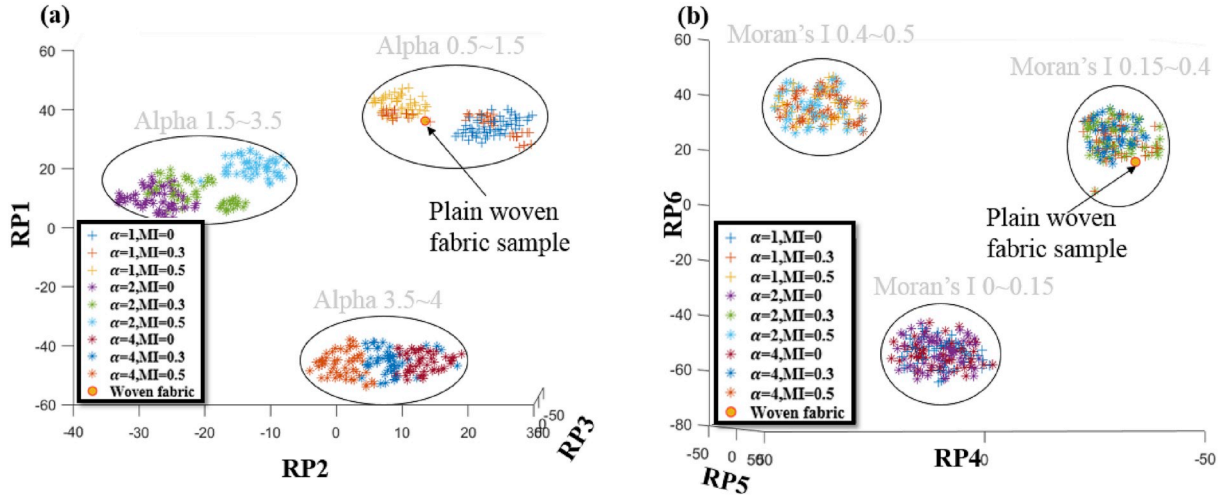 (a)
Alpha 0.5~1.5
60
40
20
0
-20
-40
-60
RP1
Alpha 1.5~3.5
Plain woven
fabric sample
α=1,MI=0
α=1,MI=0.3
α=1,MI=0.5
α=2,MI=0
α=2,MI=0.3
α=2,MI=0.5
α=4,MI=0
α=4,MI=0.3
α=4,MI=0.5
Woven fabric
Alpha 3.5~4
-40
-30
-20
-10
0
10
20
RP2
-50
RP3
(b)
Moran's I 0.4~0.5
Moran's I 0.15~0.4
60
40
20
0
-20
-40
-60
-80
RP6
Plain woven
fabric sample
Moran's I 0~0.15
α=1,MI=0
α=1,MI=0.3
α=1,MI=0.5
α=2,MI=0
α=2,MI=0.3
α=2,MI=0.5
α=4,MI=0
α=4,MI=0.3
α=4,MI=0.5
Woven fabric
-50
0
RP5
RP4
-50